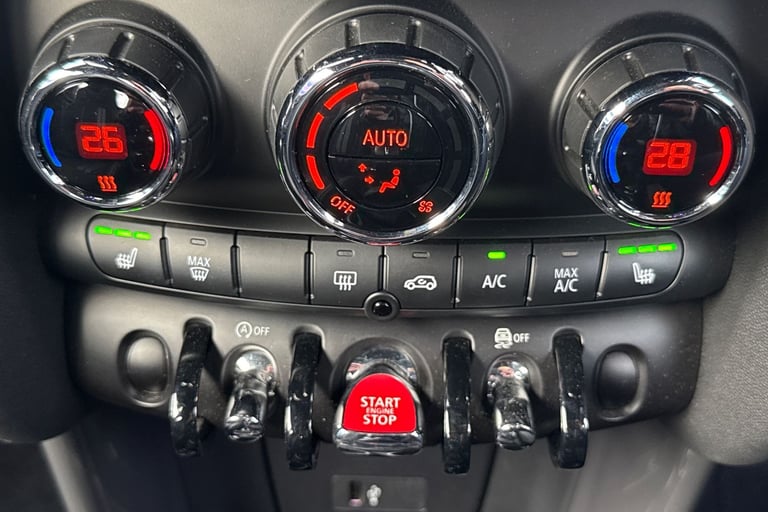 26
AUTO
OFF
28
MAX
A/C
MAX
A/C
A OFF
OFF
START
ENGINE
STOP